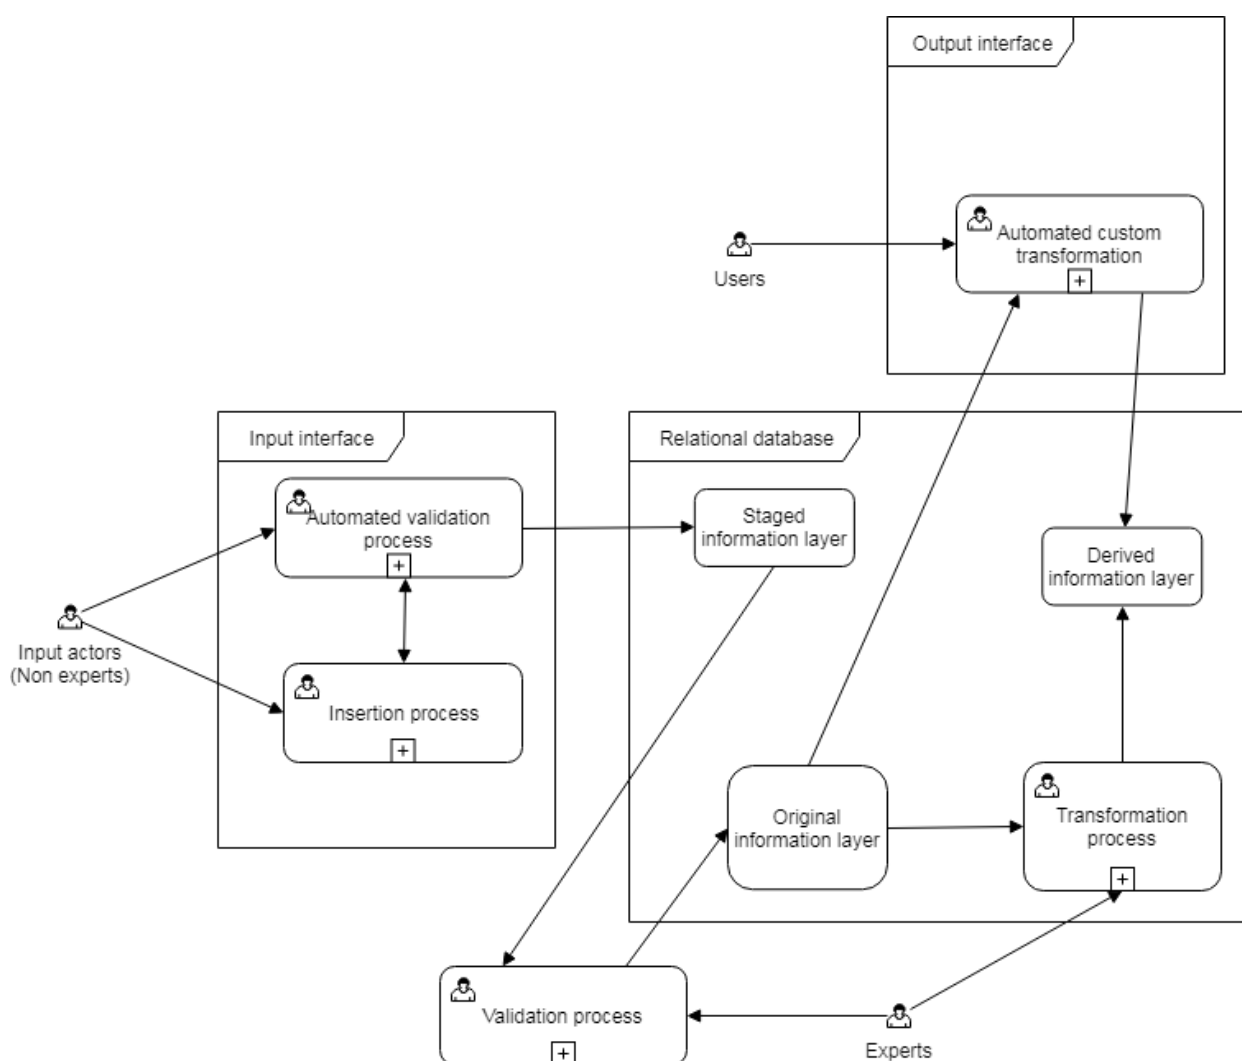 Output interface
Automated custom
transformation
Users
Input interface
Relational database
Automated validation
process
Staged
information layer
Derived
information layer
Input actors
(Non experts)
Insertion process
Original
information layer
Transformation
process
Validation process
Experts